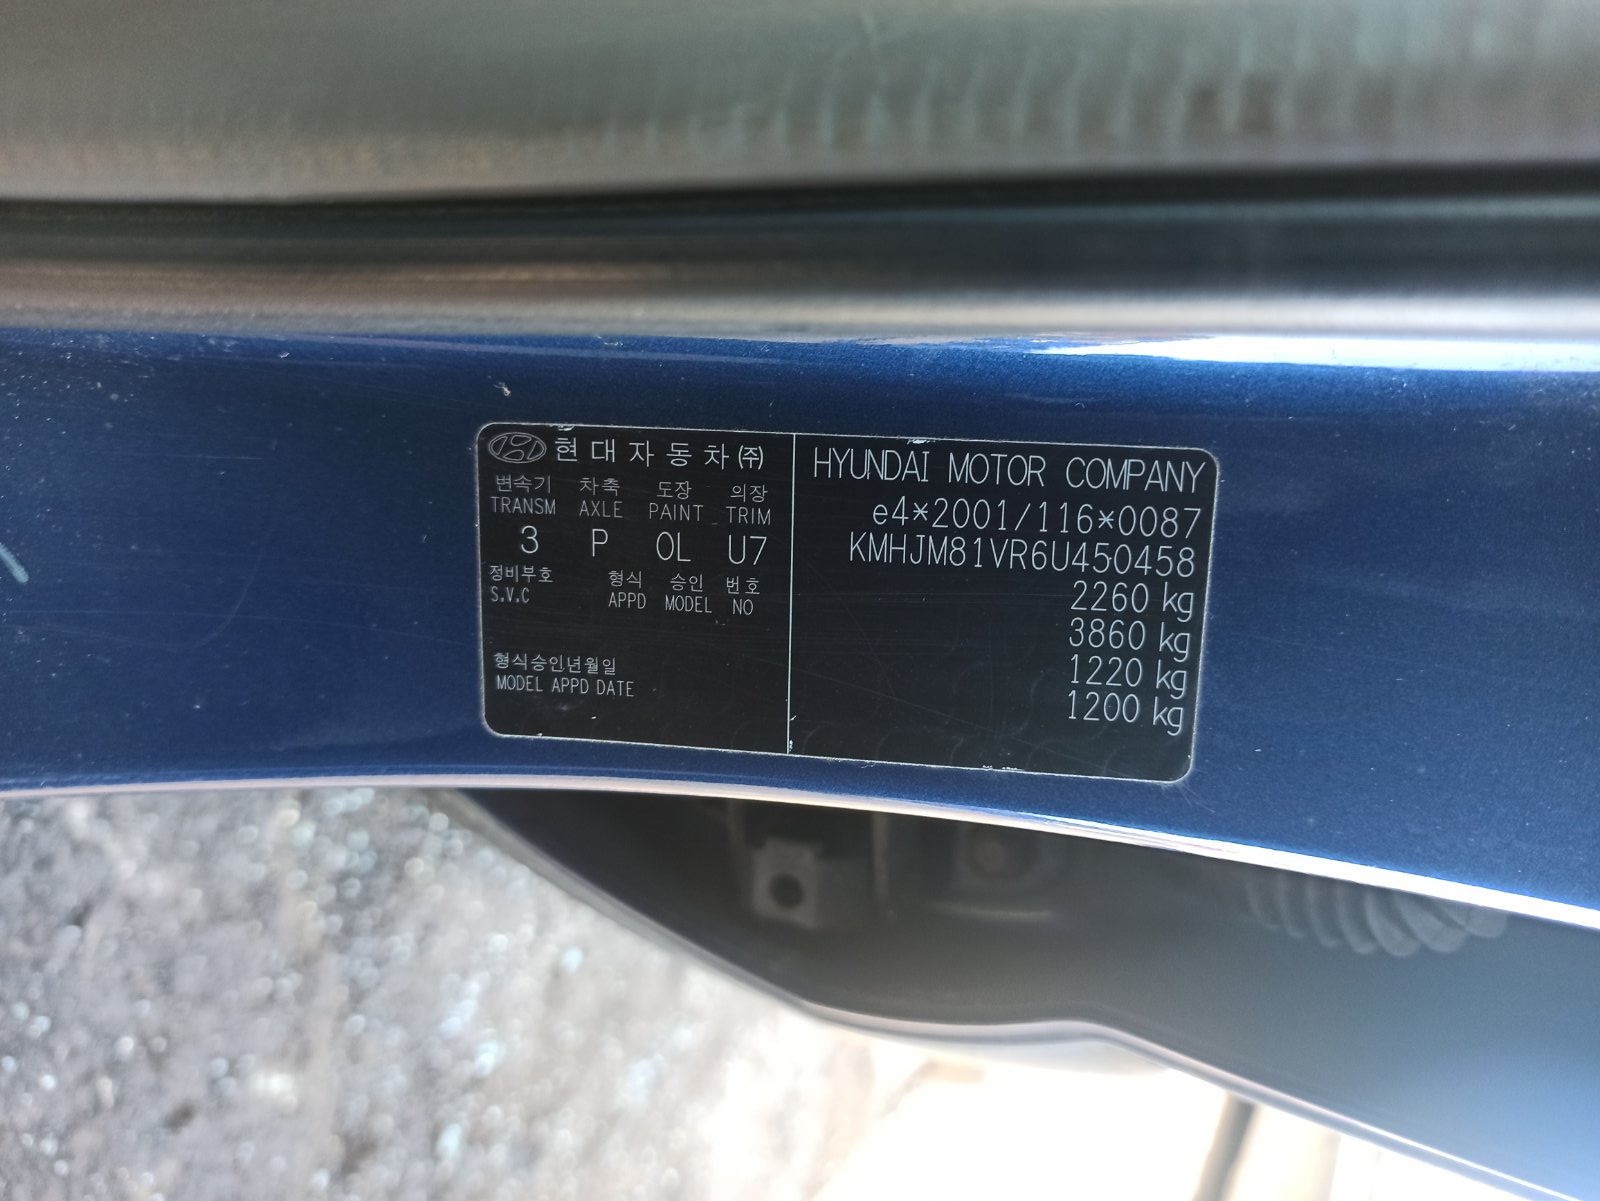 현대자동차㈜
변속기 차축 도장 의장
TRANSM AXLE PAINT TRIM
3 P OL U7
정비부호 형식 승인 번호
S.V.C APPD MODEL NO
형식승인년월일
MODEL APPD DATE
HYUNDAI MOTOR COMPANY
e4*2001/116*0087
KMHJM81VR6U450458
2260 kg
3860 kg
1220 kg
1200 kg